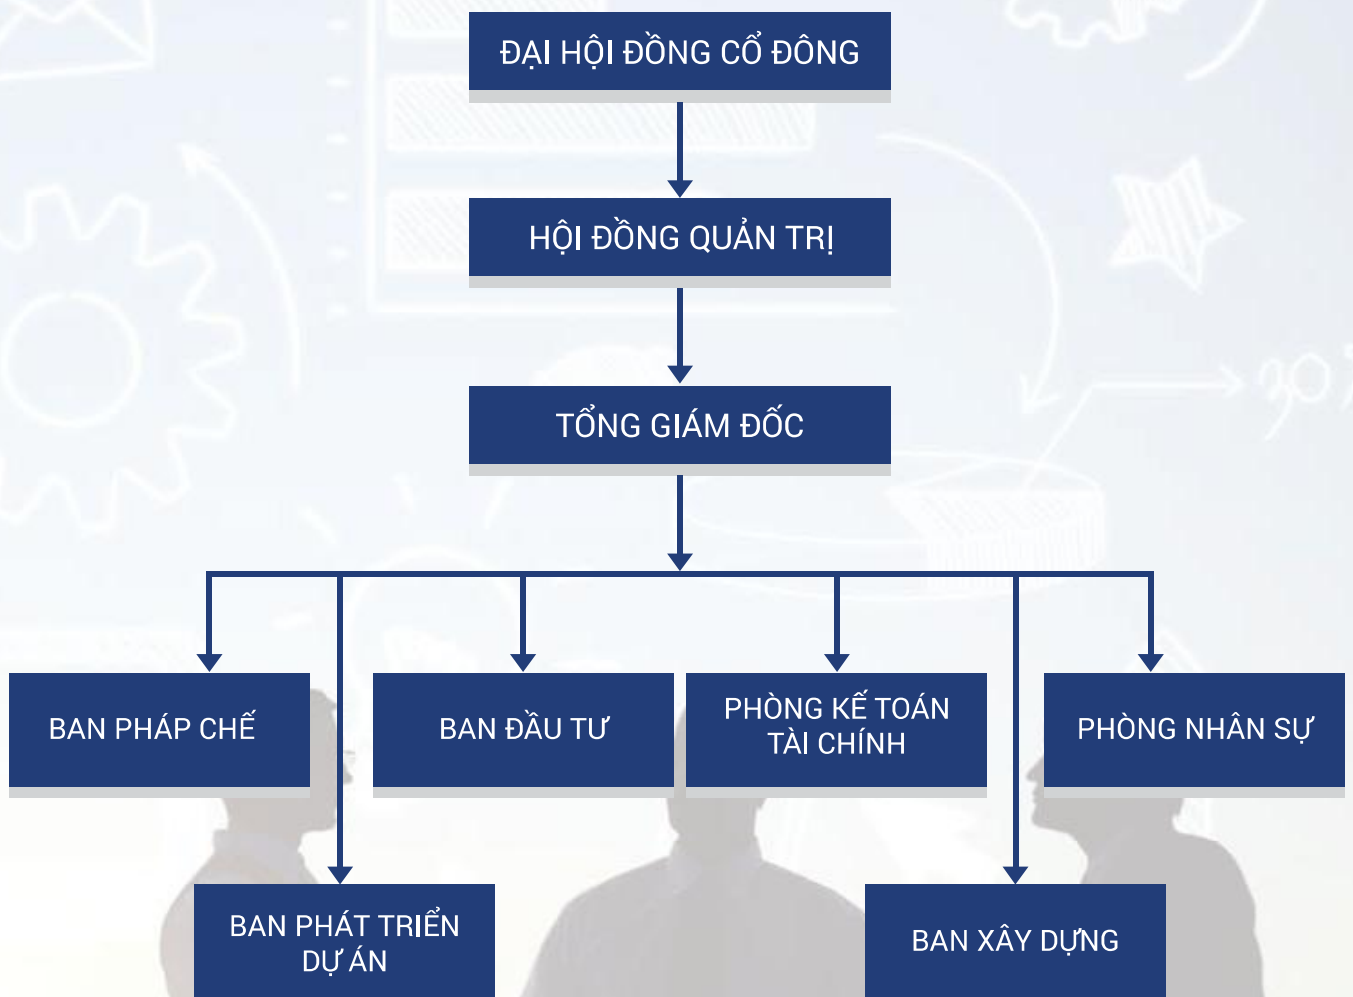 ĐẠI HỘI ĐỒNG CỔ ĐÔNG
HỘI ĐỒNG QUẢN TRỊ
TỔNG GIÁM ĐỐC
BAN PHÁP CHẾ
BAN ĐẦU TƯ
PHÒNG KẾ TOÁN
TÀI CHÍNH
PHÒNG NHÂN SỰ
BAN PHÁT TRIỂN
DỰ ÁN
BAN XÂY DỰNG